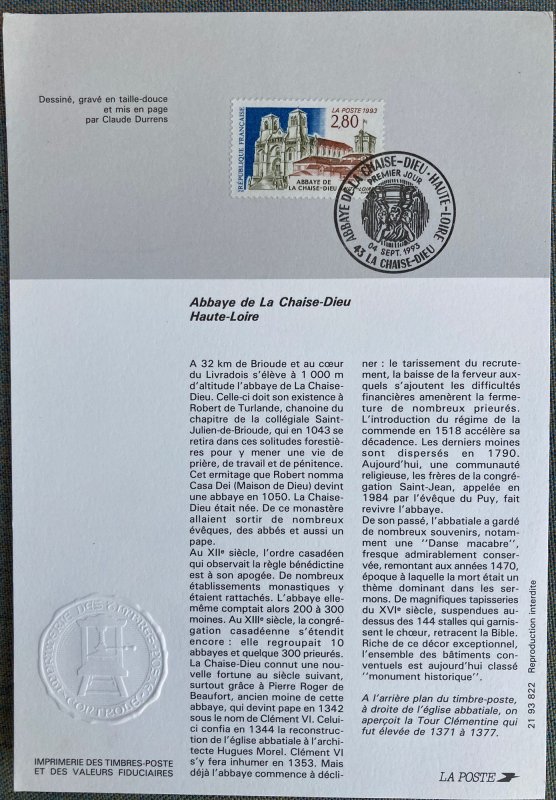 Dessiné, gravé en taille-douce
et mis en page
par Claude Durrens
RÉPUBLIQUE FRANÇAISE
LA POSTE 1993
2,80
ABBAYE DE
LA CHAISE-DIEU
ABBAYE DE LA CHAISE-DIEU • HAUTE-LOIRE
PREMIER JOUR
04 SEPT. 1993
43 LA CHAISE-DIEU
Abbaye de La Chaise-Dieu
Haute-Loire
A 32 km de Brioude et au cœur
du Livradois s'élève à 1 000 m
d'altitude l'abbaye de La Chaise-
Dieu. Celle-ci doit son existence à
Robert de Turlande, chanoine du
chapitre de la collégiale Saint-
Julien-de-Brioude, qui en 1043 se
retira dans ces solitudes forestiè-
res pour y mener une vie de
prière, de travail et de pénitence.
Cet ermitage que Robert nomma
Casa Dei (Maison de Dieu) devint
une abbaye en 1050. La Chaise-
Dieu était née. De ce monastère
allaient sortir de nombreux
évêques, des abbés et aussi un
pape.
Au XIIe siècle, l'ordre casadéen
qui observait la règle bénédictine
est à son apogée. De nombreux
établissements monastiques y
étaient rattachés. L'abbaye elle-
même comptait alors 200 à 300
moines. Au XIIIe siècle, la congré-
gation casadéenne s'étendit
encore : elle regroupait 10
abbayes et quelque 300 prieurés.
La Chaise-Dieu connut une nou-
velle fortune au siècle suivant,
surtout grâce à Pierre Roger de
Beaufort, ancien moine de cette
abbaye, qui devint pape en 1342
sous le nom de Clément VI. Celui-
ci confia en 1344 la reconstruc-
tion de l'église abbatiale à l'archi-
tecte Hugues Morel. Clément VI
s'y fera inhumer en 1353. Mais
déjà l'abbaye commence à décli-
ner : le tarissement du recrute-
ment, la baisse de la ferveur aux-
quels s'ajoutent les difficultés
financières amenèrent la ferme-
ture de nombreux prieurés.
L'introduction du régime de la
commende en 1518 accélère sa
décadence. Les derniers moines
sont dispersés en 1790.
Aujourd'hui, une communauté
religieuse, les frères de la congré-
gation Saint-Jean, appelée en
1984 par l'évêque du Puy, fait
revivre l'abbaye.
De son passé, l'abbatiale a gardé
de nombreux souvenirs, notam-
ment une ''Danse macabre'',
fresque admirablement conser-
vée, remontant aux années 1470,
époque à laquelle la mort était un
thème dominant dans les ser-
mons. De magnifiques tapisseries
du XVIe siècle, suspendues au-
dessus des 144 stalles qui garnis-
sent le chœur, retracent la Bible.
Riche de ce décor exceptionnel,
l'ensemble des bâtiments con-
ventuels est aujourd'hui classé
''monument historique''.
A l'arrière plan du timbre-poste,
à droite de l'église abbatiale, on
aperçoit la Tour Clémentine qui
fut élevée de 1371 à 1377.
21 93 822 Reproduction interdite
IMPRIMERIE DES TIMBRES-POSTE
ET DES VALEURS FIDUCIAIRES
LA POSTE